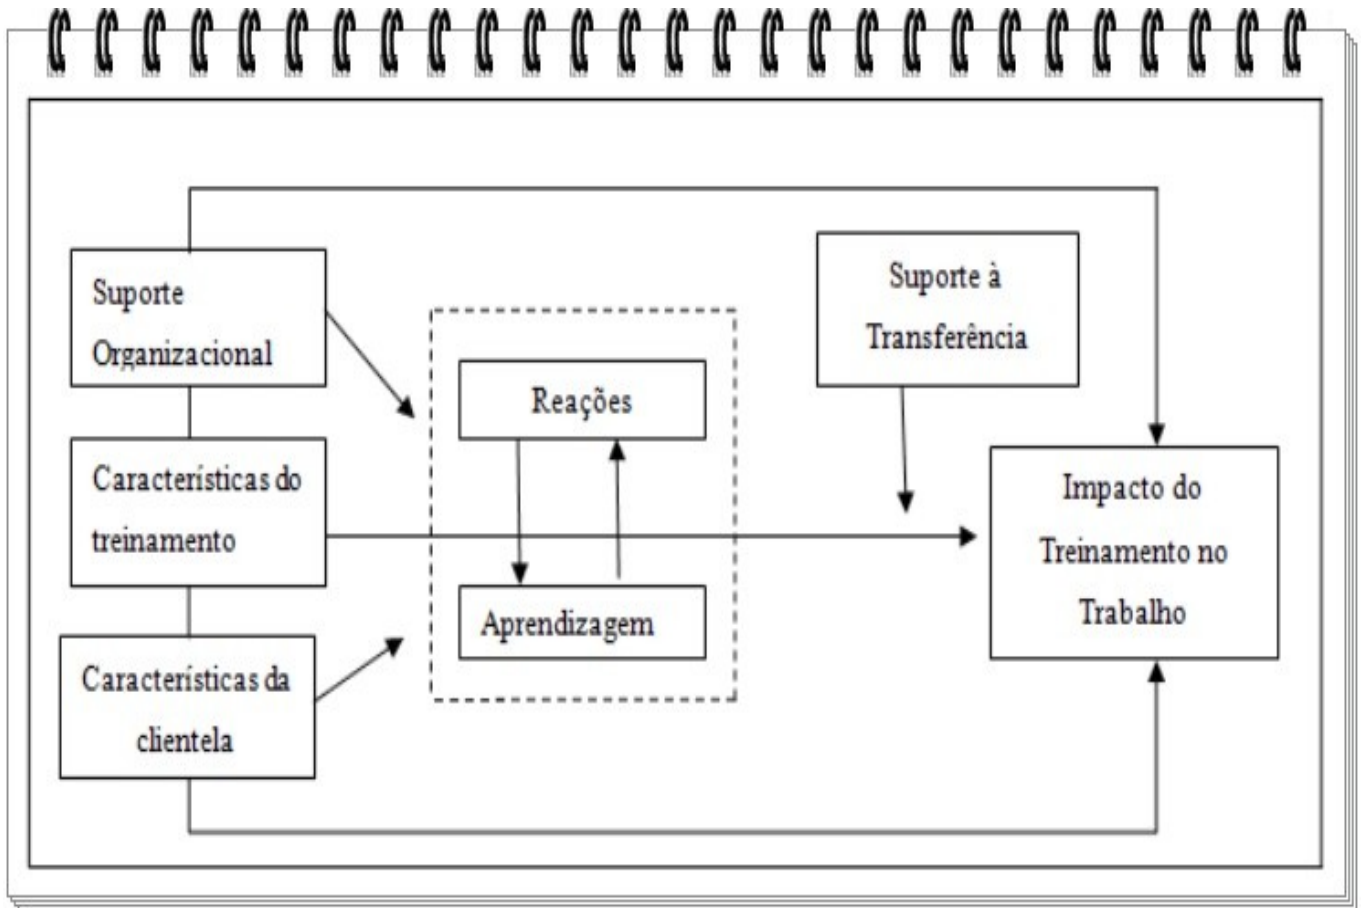 Suporte
Organizacional
Suporte à
Transferência
Reações
Características do
treinamento
Impacto do
Treinamento no
Trabalho
Aprendizagem
Características da
clientela